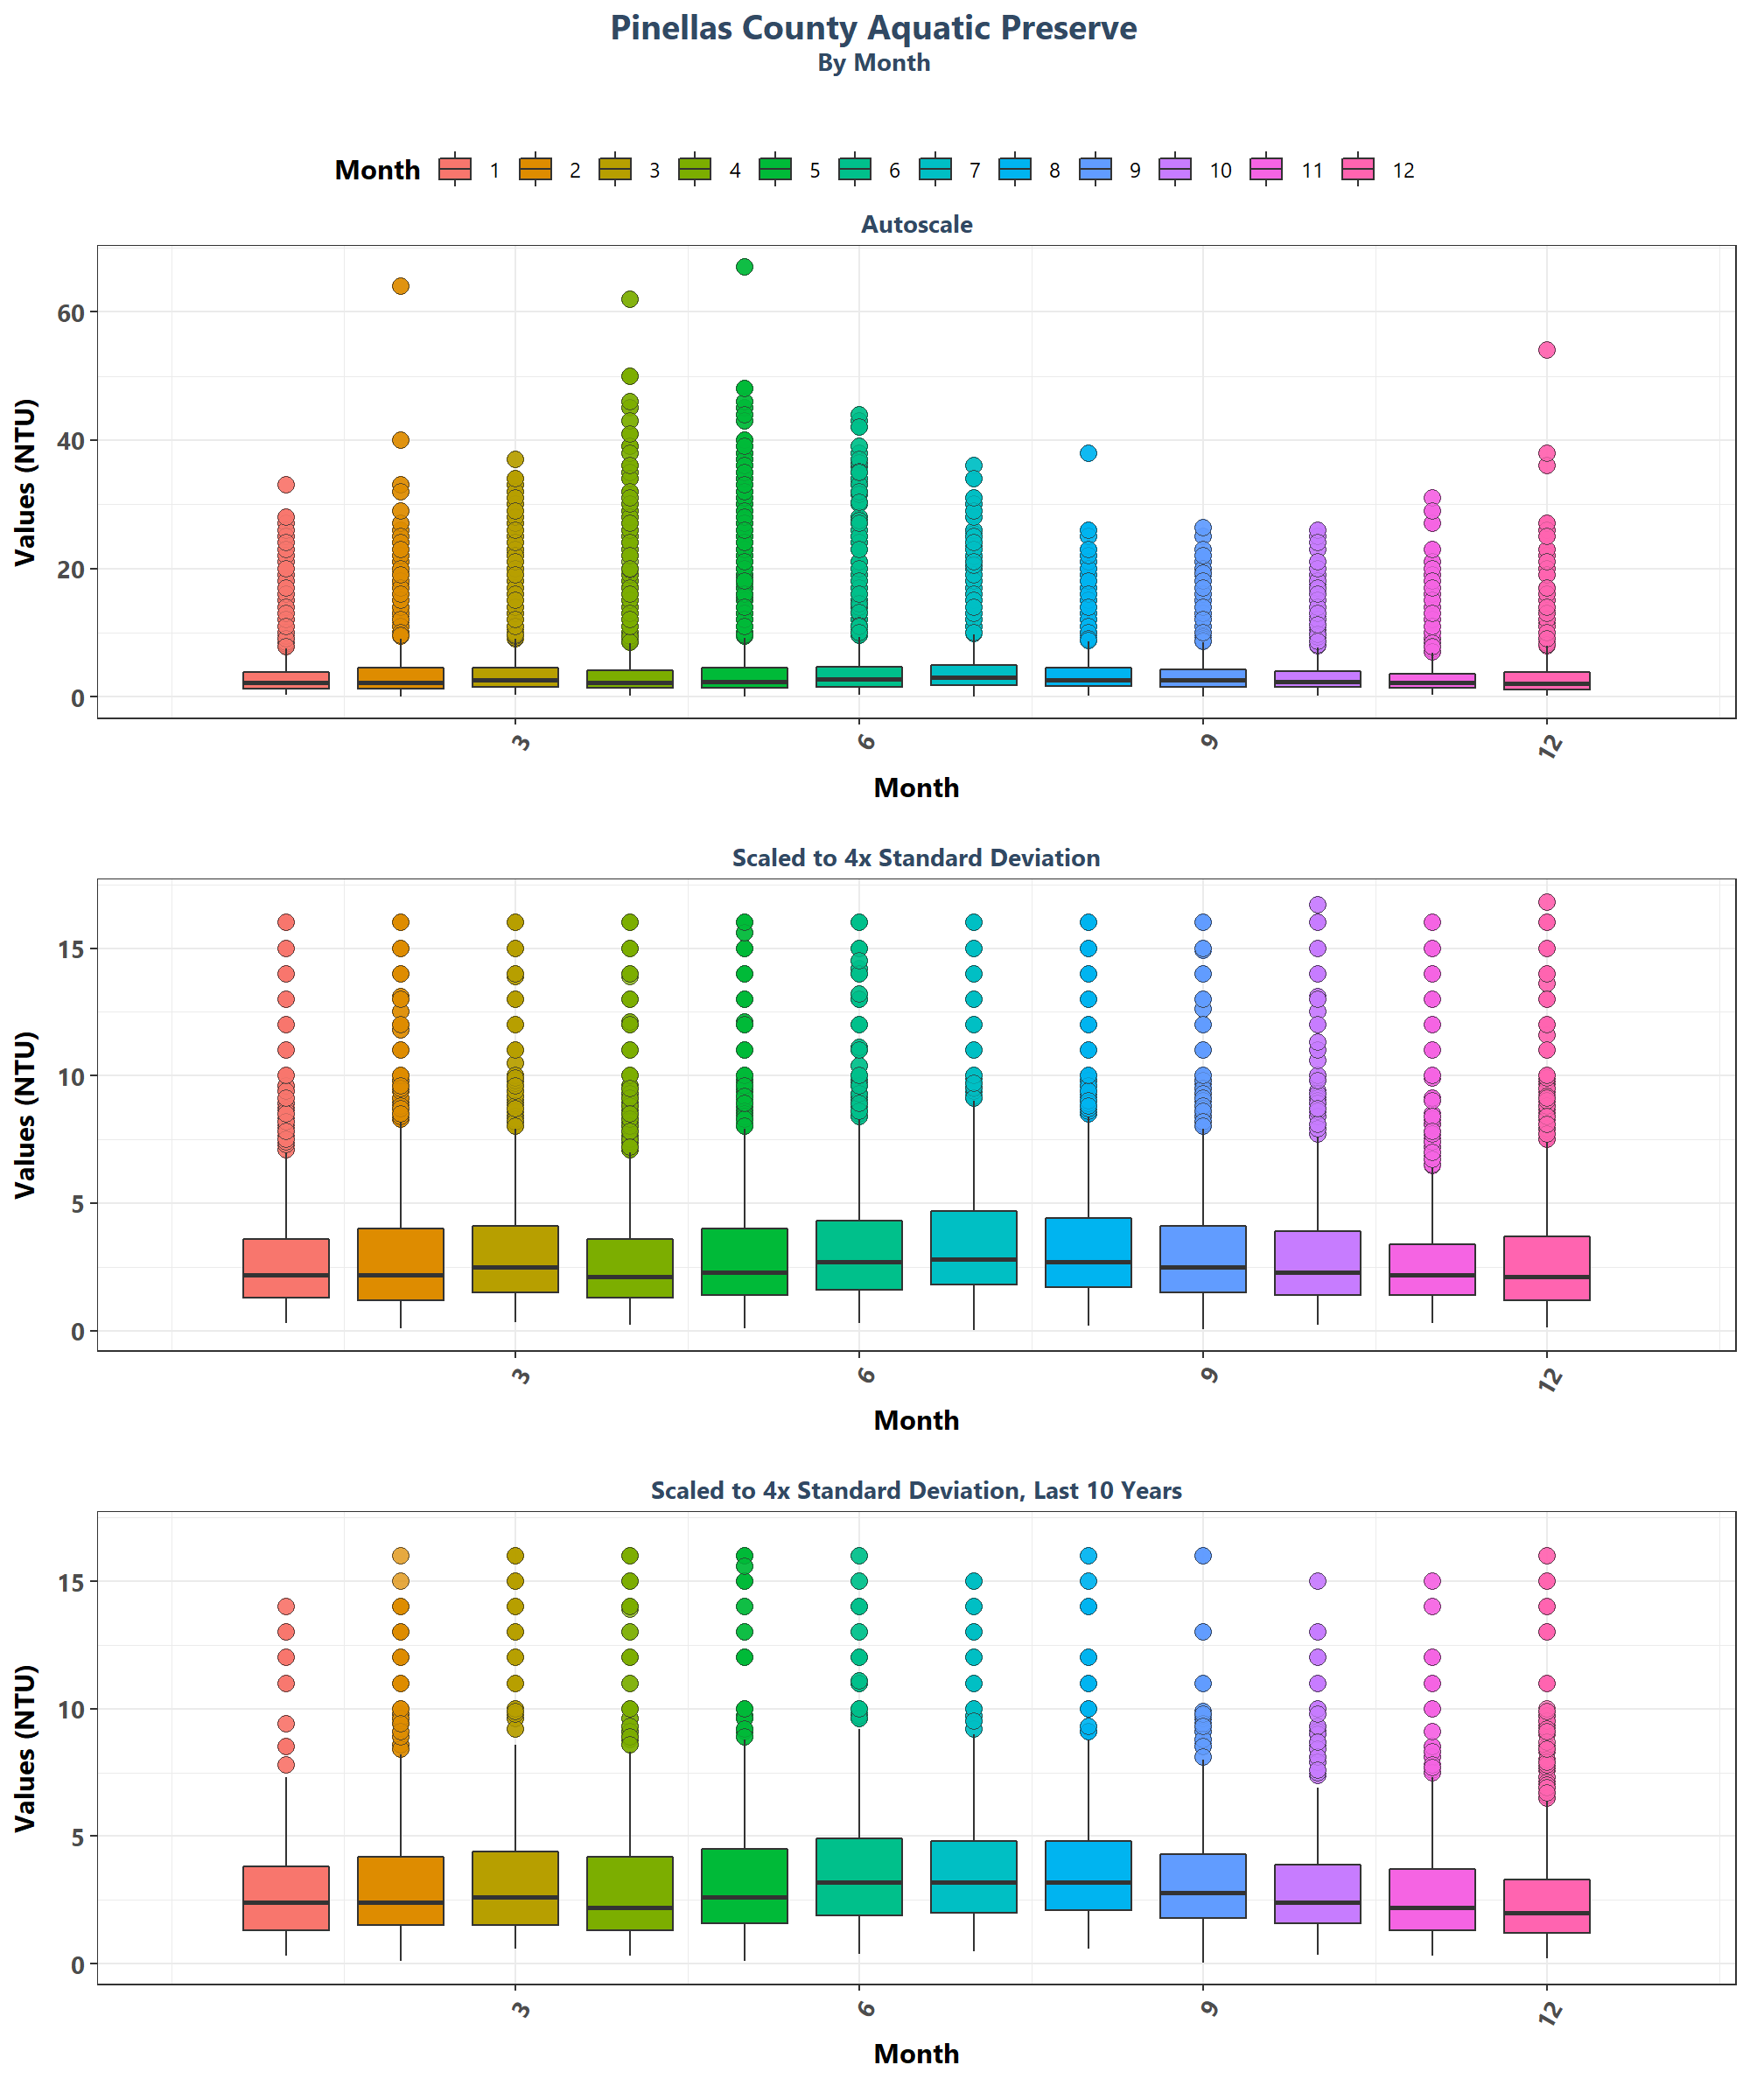 Pinellas County Aquatic Preserve
By Month
Month 1 2 3 4 5 6 7 8 9 10 11 12
Autoscale
Values (NTU)
60
40
20
0
3 6 9 12
Month
Scaled to 4x Standard Deviation
Values (NTU)
15
10
5
0
3 6 9 12
Month
Scaled to 4x Standard Deviation, Last 10 Years
Values (NTU)
15
10
5
0
3 6 9 12
Month